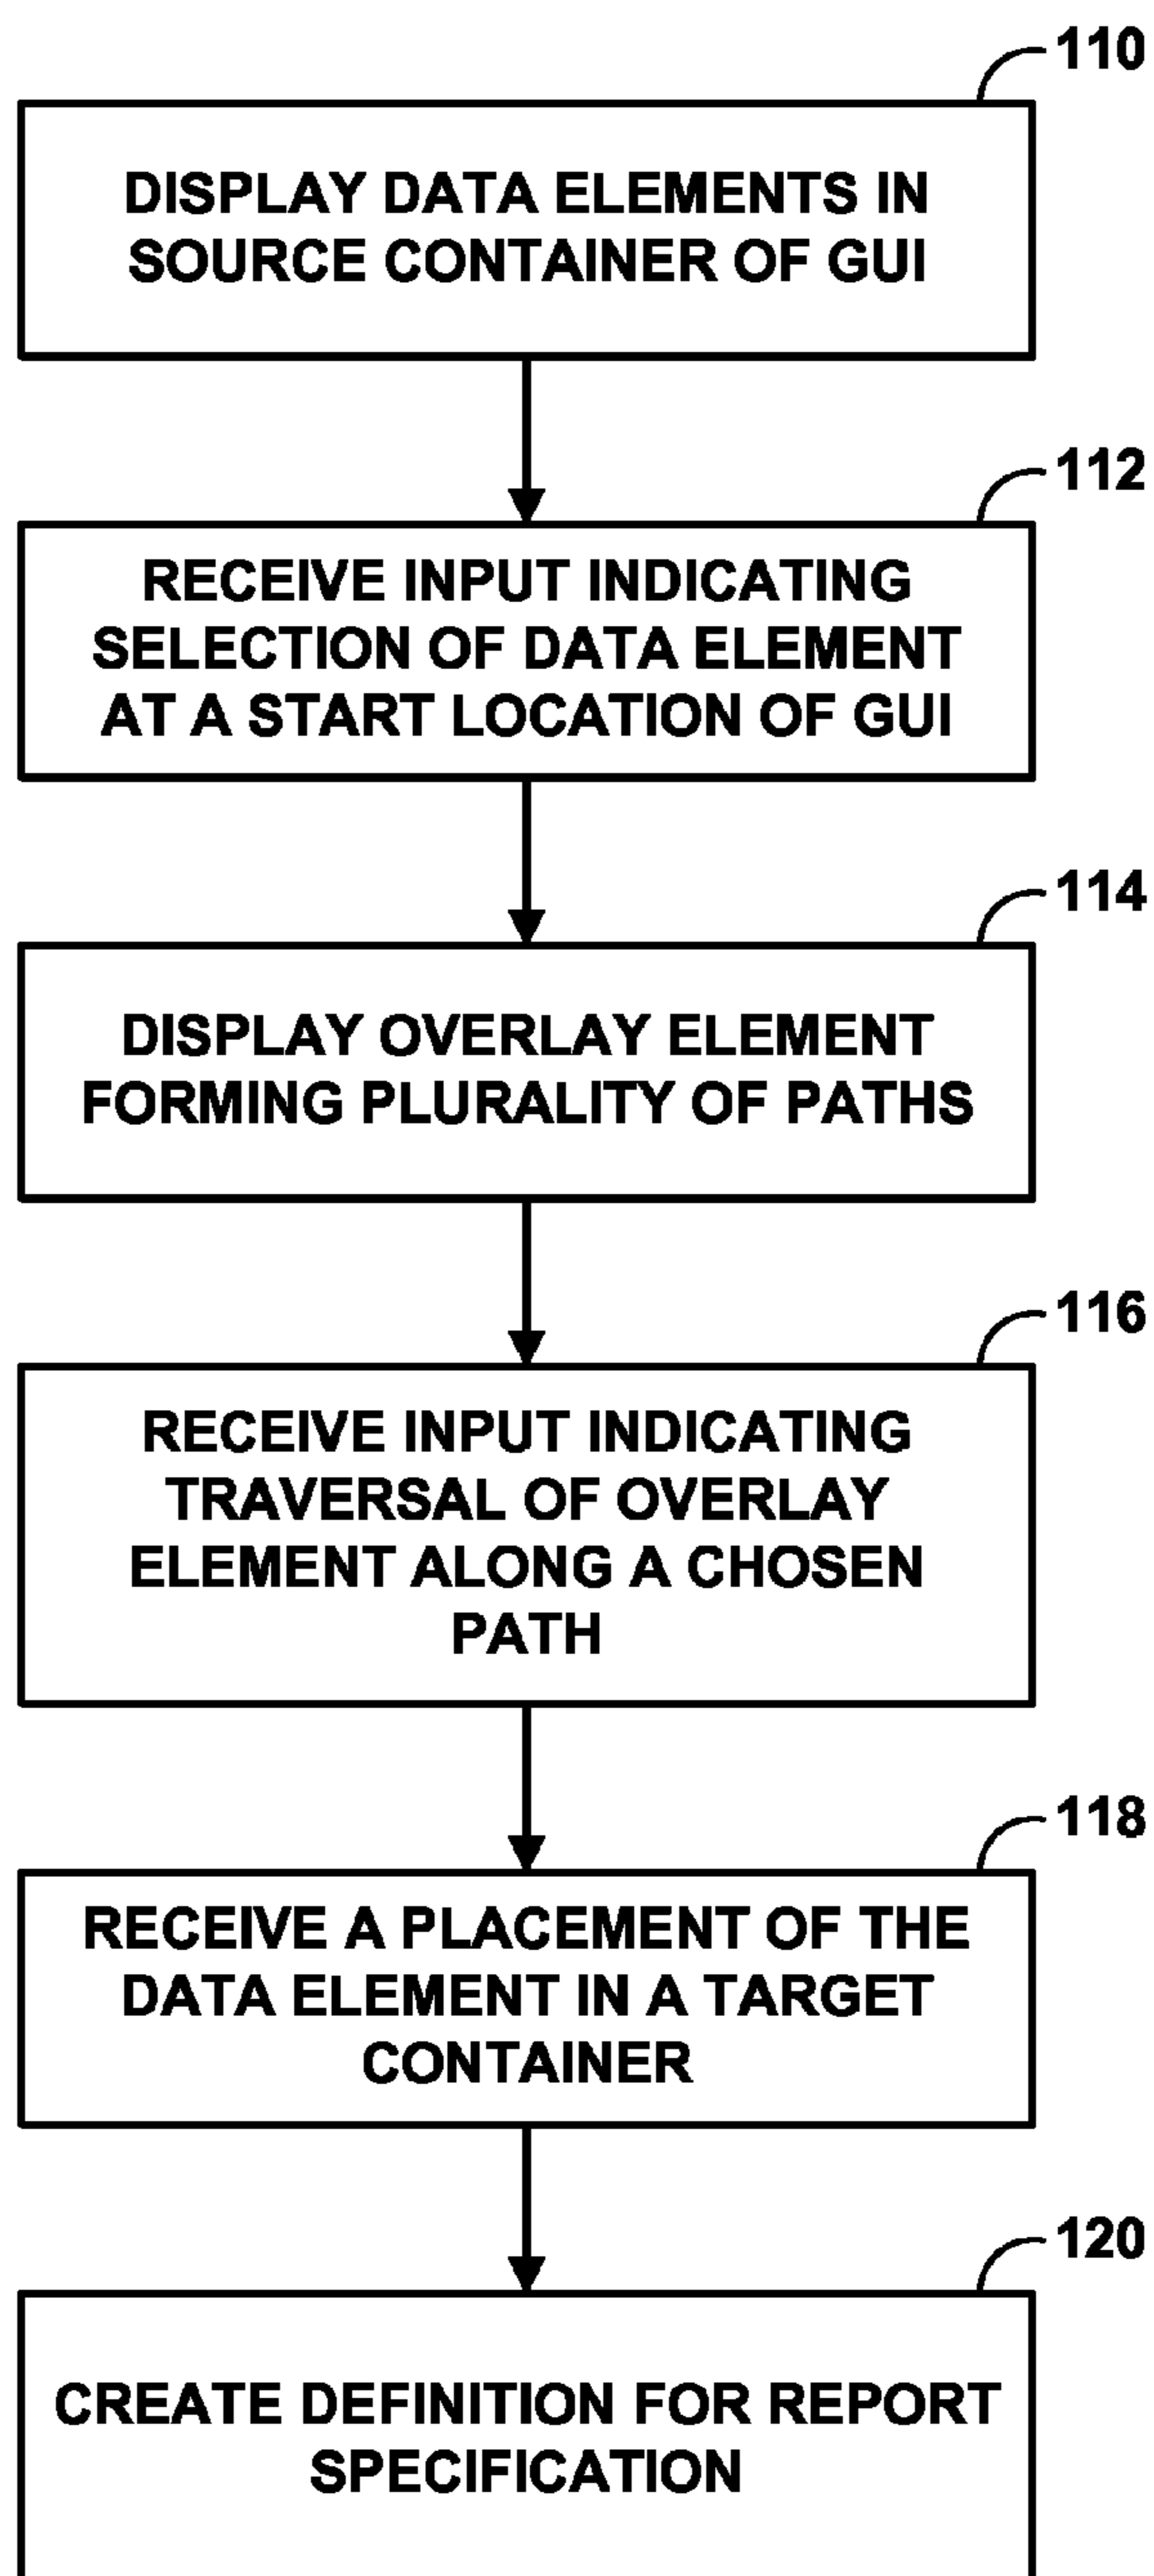 110
DISPLAY DATA ELEMENTS IN
SOURCE CONTAINER OF GUI
112
RECEIVE INPUT INDICATING
SELECTION OF DATA ELEMENT
AT A START LOCATION OF GUI
114
DISPLAY OVERLAY ELEMENT
FORMING PLURALITY OF PATHS
116
RECEIVE INPUT INDICATING
TRAVERSAL OF OVERLAY
ELEMENT ALONG A CHOSEN
PATH
118
RECEIVE A PLACEMENT OF THE
DATA ELEMENT IN A TARGET
CONTAINER
120
CREATE DEFINITION FOR REPORT
SPECIFICATION